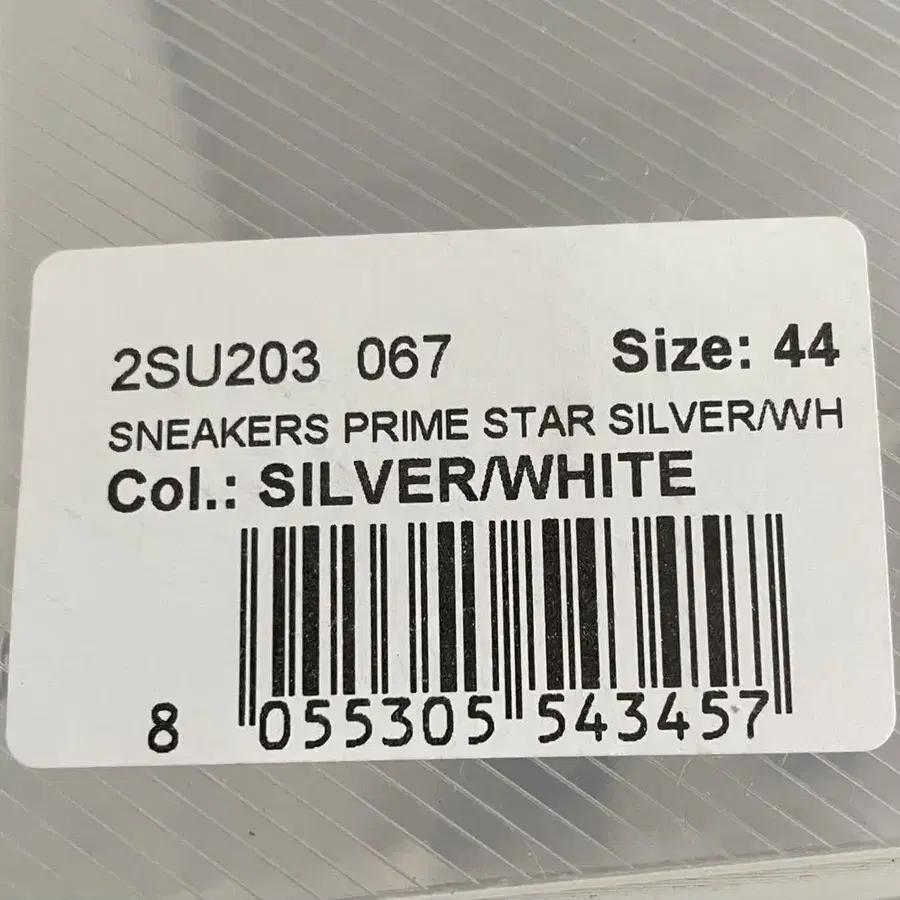 2SU203 067 Size: 44
SNEAKERS PRIME STAR SILVER/WH
Col.: SILVER/WHITE
8 055305 543457